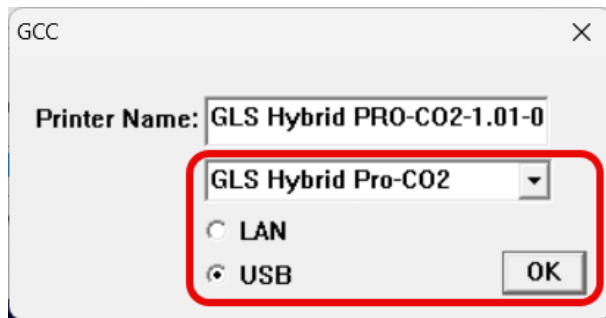 GCC
Printer Name: GLS Hybrid PRO-CO2-1.01-0
GLS Hybrid Pro-CO2
LAN
USB OK